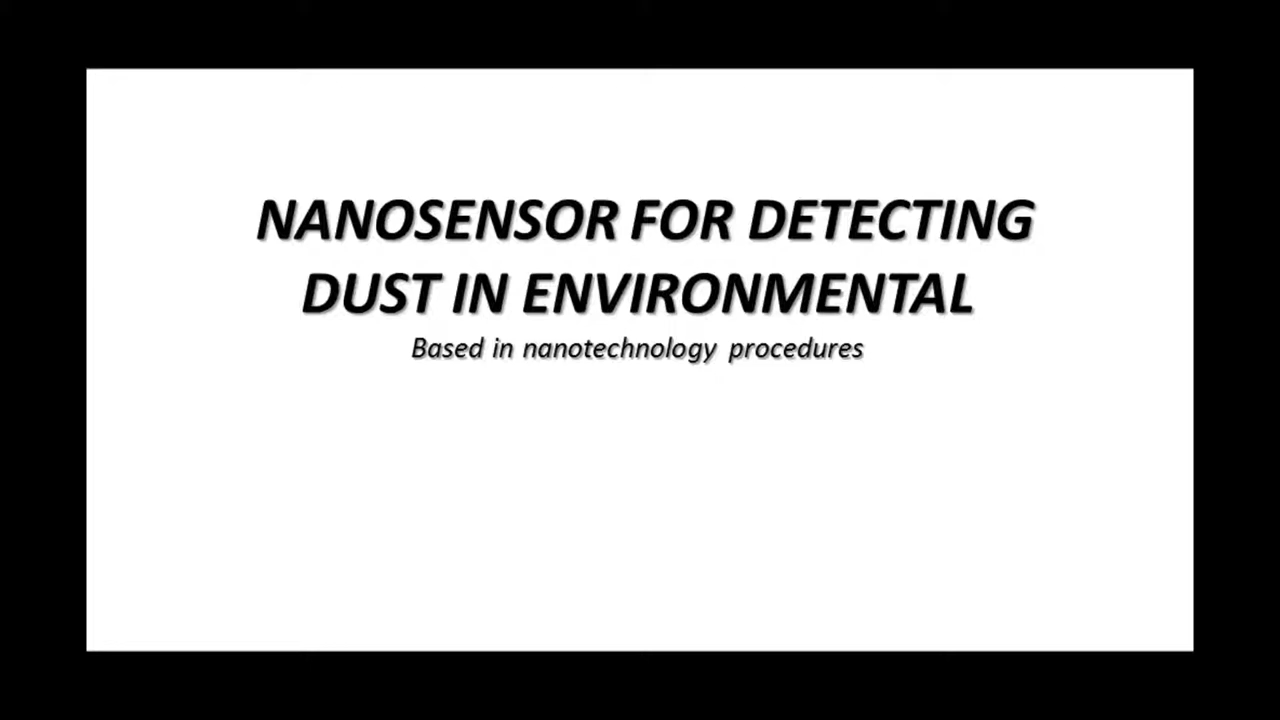 NANOSENSOR FOR DETECTING
DUST IN ENVIRONMENTAL
Based in nanotechnology procedures